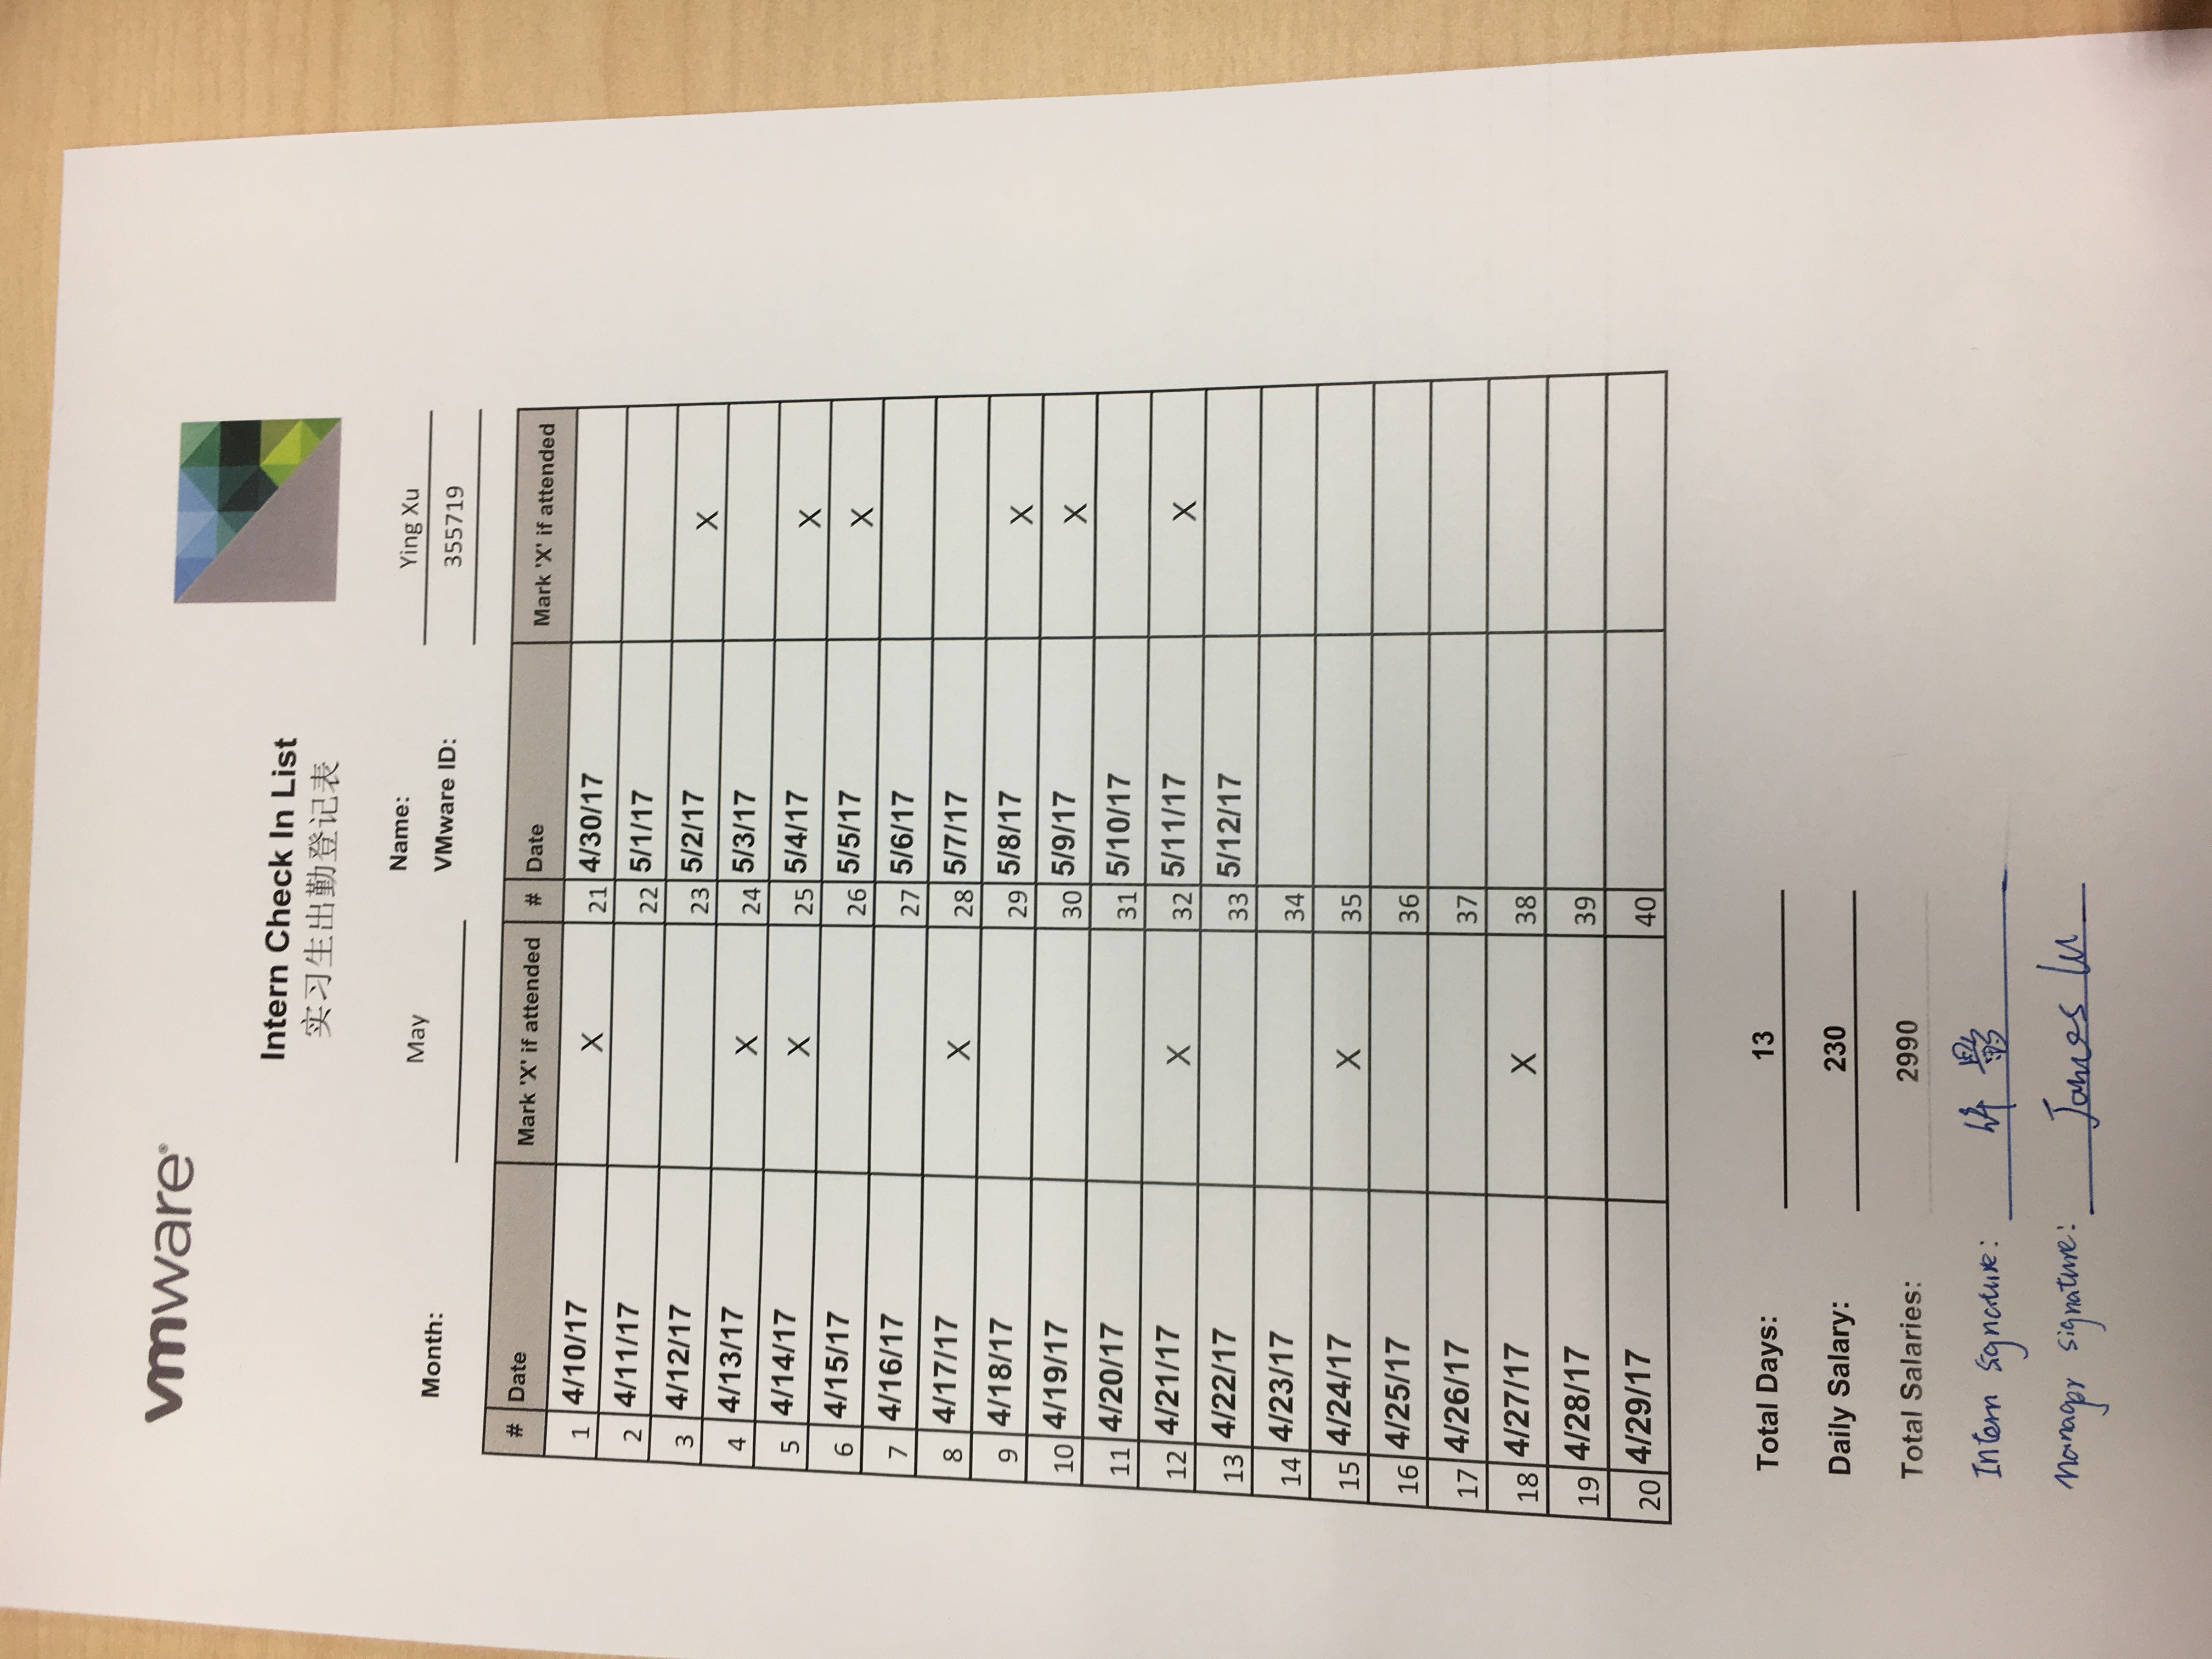 vmware®
Intern Check In List
实习生出勤登记表
Month: May Name: Ying Xu
VMware ID: 355719
# Date Mark 'X' if attended # Date Mark 'X' if attended
1 4/10/17 X 21 4/30/17
2 4/11/17 22 5/1/17
3 4/12/17 23 5/2/17 X
4 4/13/17 X 24 5/3/17
5 4/14/17 X 25 5/4/17 X
6 4/15/17 26 5/5/17 X
7 4/16/17 27 5/6/17
8 4/17/17 X 28 5/7/17
9 4/18/17 29 5/8/17 X
10 4/19/17 30 5/9/17 X
11 4/20/17 31 5/10/17
12 4/21/17 X 32 5/11/17 X
13 4/22/17 33 5/12/17
14 4/23/17 34
15 4/24/17 X 35
16 4/25/17 36
17 4/26/17 37
18 4/27/17 X 38
19 4/28/17 39
20 4/29/17 40
Total Days: 13
Daily Salary: 230
Total Salaries: 2990
Intern signature: 许影
Manager signature: James Lu